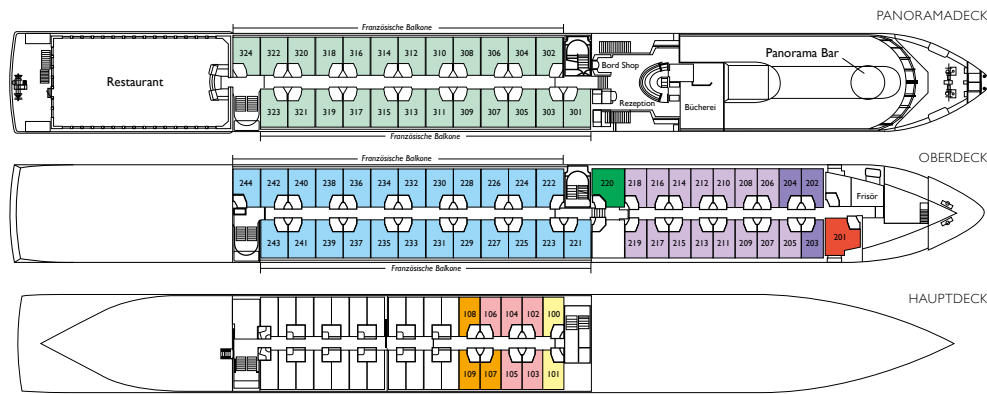 PANORAMADECK
Französische Balkone
324 322 320 318 316 314 312 310 308 306 304 302
Restaurant
Bord Shop
Panorama Bar
Rezeption
Bücherei
323 321 319 317 315 313 311 309 307 305 303 301
Französische Balkone
OBERDECK
Französische Balkone
244 242 240 238 236 234 232 230 228 226 224 222 220 218 216 214 212 210 208 206 204 202
Frisör
243 241 239 237 235 233 231 229 227 225 223 221 219 217 215 213 211 209 207 205 203 201
Französische Balkone
HAUPTDECK
108 106 104 102 100
109 107 105 103 101